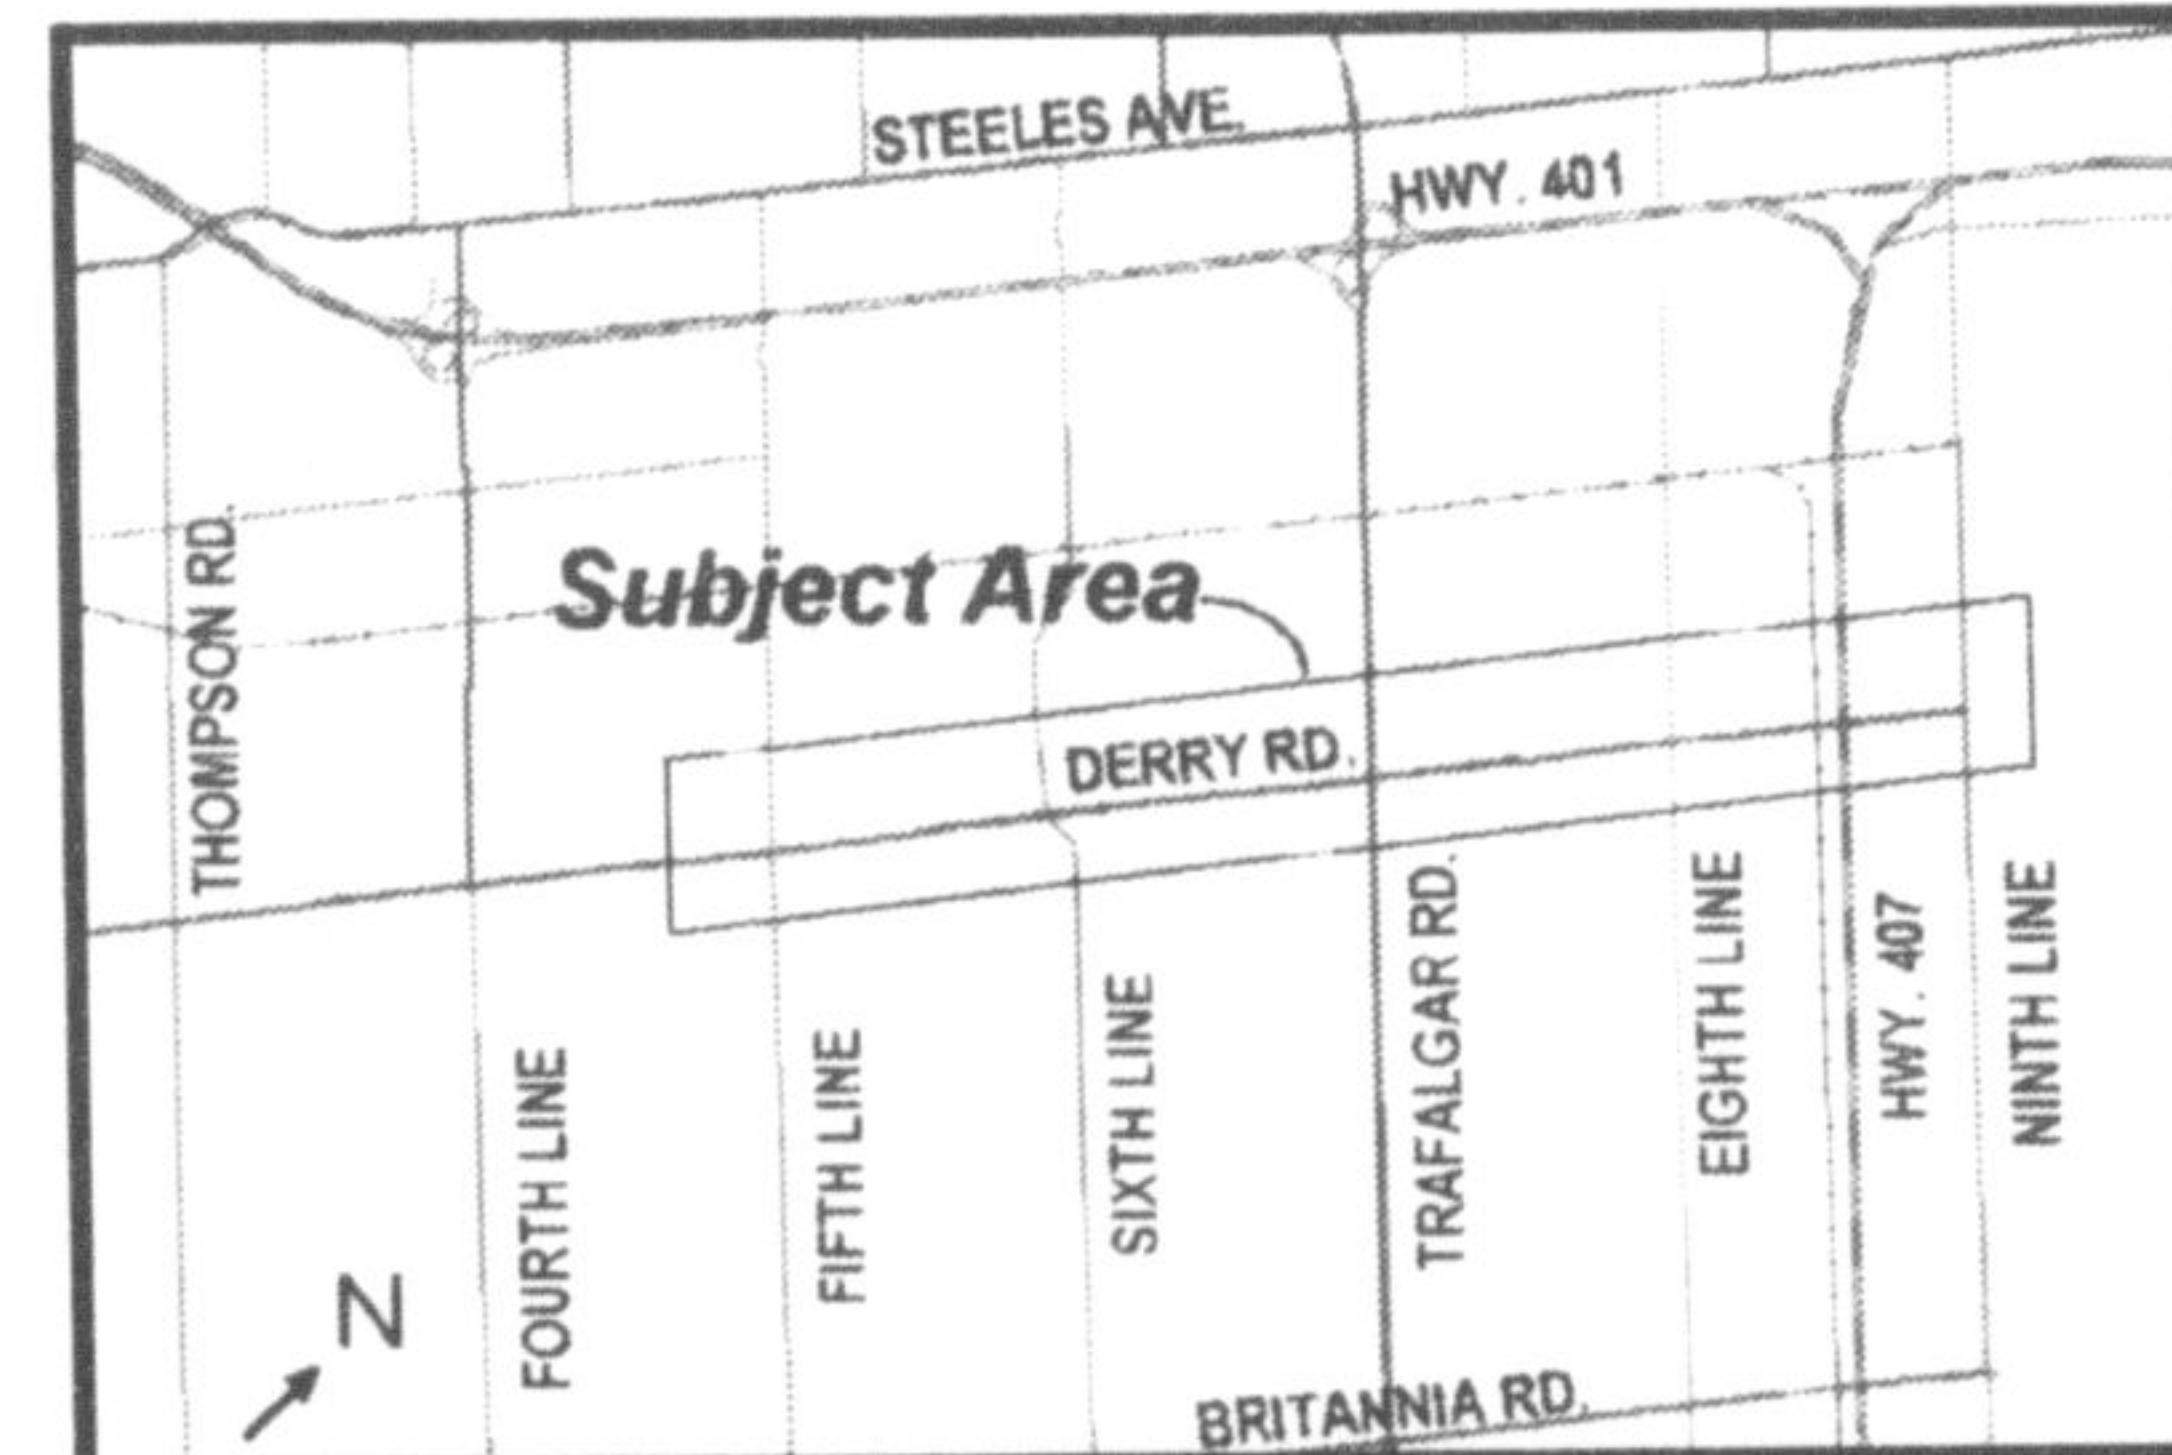 STEELES AVE.
HWY. 401
THOMPSON RD.
Subject Area
DERRY RD.
FOURTH LINE
FIFTH LINE
SIXTH LINE
TRAFALGAR RD.
EIGHTH LINE
HWY. 407
NINTH LINE
N
BRITANNIA RD.